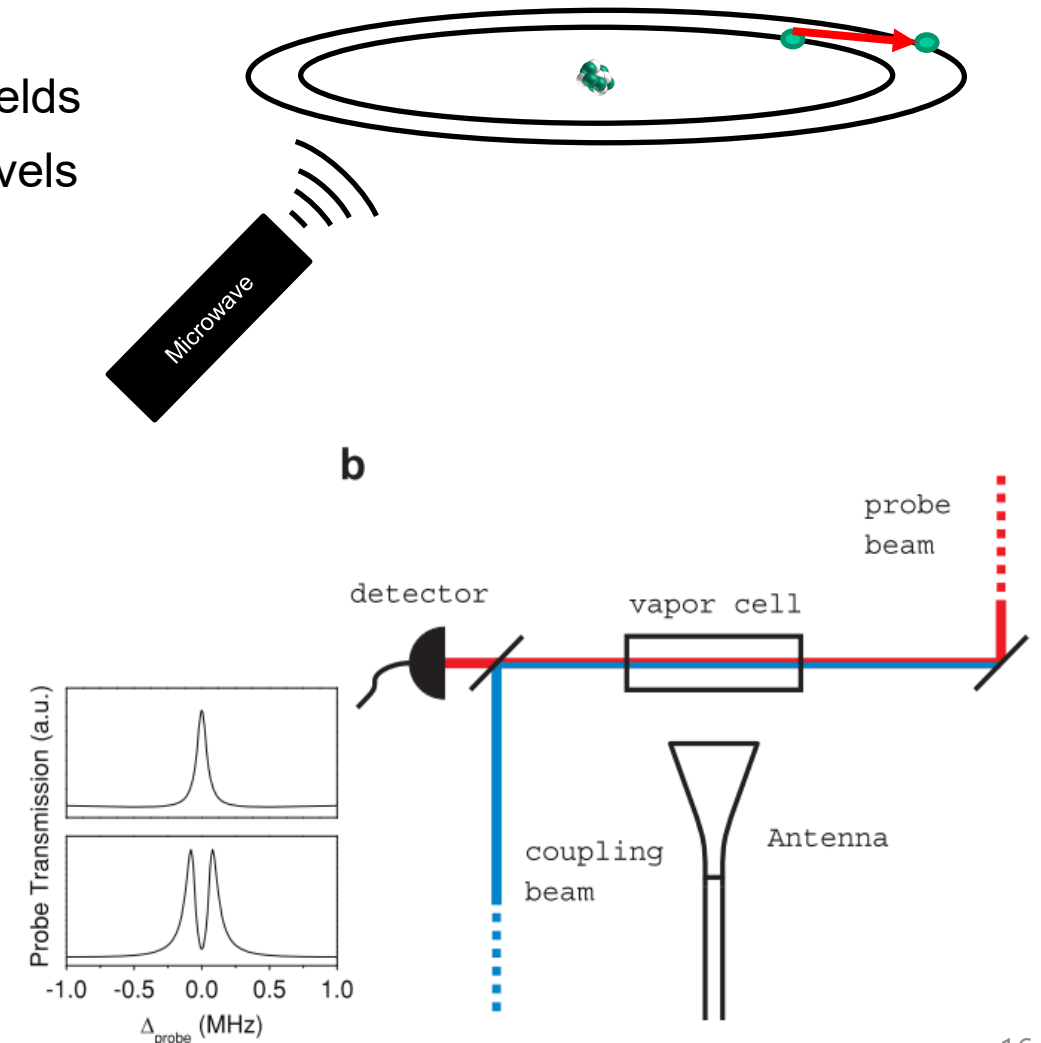 elds
vels
Microwave
b
probe
beam
detector
vapor cell
Probe Transmission (a.u.)
coupling
beam
Antenna
-1.0 -0.5 0.0 0.5 1.0
Δprobe (MHz)
16